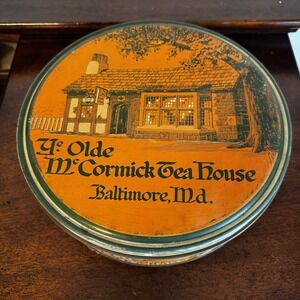 Ye Olde
McCormick Tea House
Baltimore, Md.